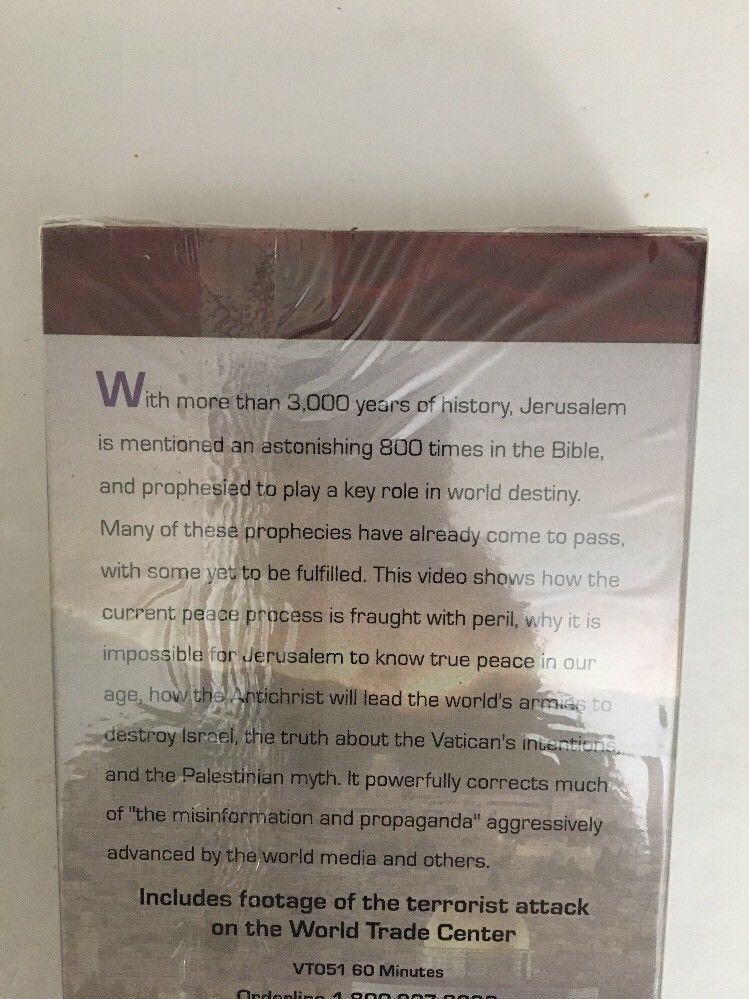 With more than 3,000 years of history, Jerusalem
is mentioned an astonishing 800 times in the Bible,
and prophesied to play a key role in world destiny.
Many of these prophecies have already come to pass,
with some yet to be fulfilled. This video shows how the
current peace process is fraught with peril, why it is
impossible for Jerusalem to know true peace in our
age, how the Antichrist will lead the world's armies to
destroy Israel, the truth about the Vatican's intentions,
and the Palestinian myth. It powerfully corrects much
of "the misinformation and propaganda" aggressively
advanced by the world media and others.
Includes footage of the terrorist attack
on the World Trade Center
VT051 60 Minutes
Orderline 1